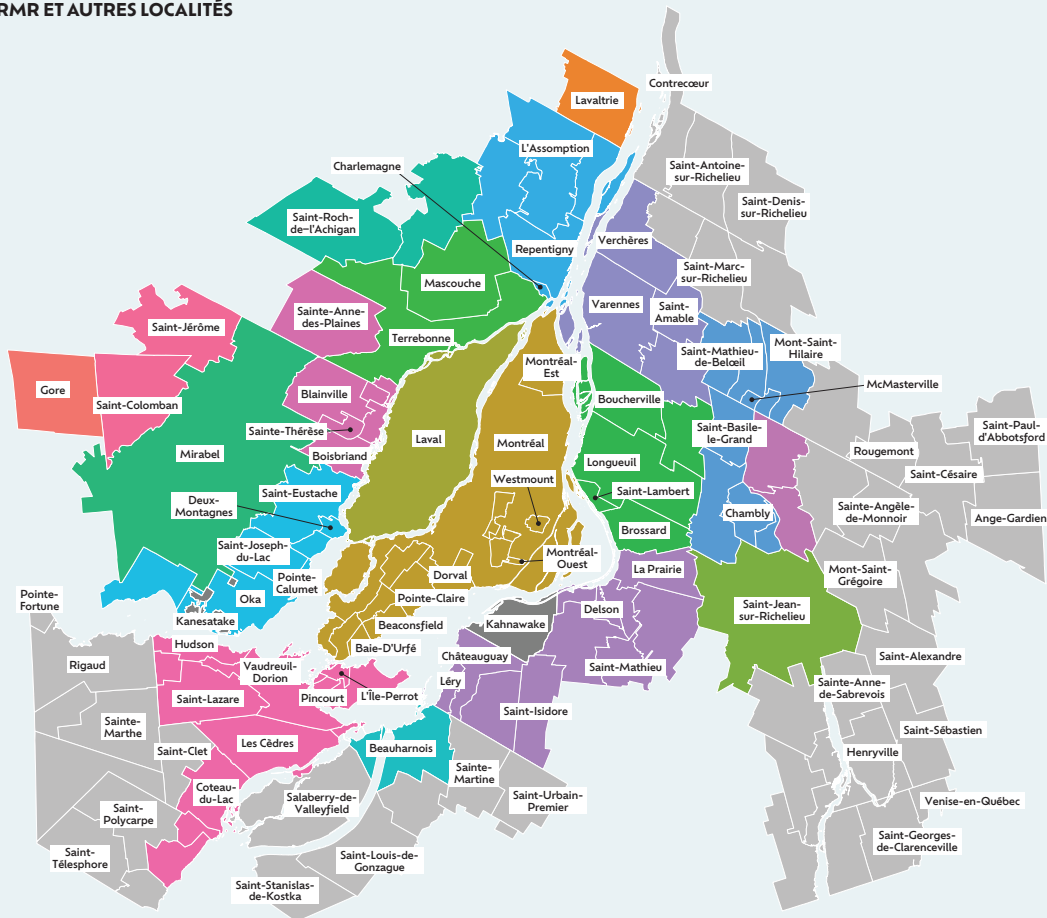 RMR ET AUTRES LOCALITÉS
Contrecœur
Lavaltrie
L'Assomption
Charlemagne
Saint-Antoine-
sur-Richelieu
Saint-Denis-
sur-Richelieu
Saint-Roch-
de-l'Achigan
Repentigny
Verchères
Saint-Marc-
sur-Richelieu
Mascouche
Varennes
Saint-
Amable
Sainte-Anne-
des-Plaines
Saint-Jérôme
Terrebonne
Saint-Mathieu-
de-Belœil
Mont-Saint-
Hilaire
Montréal-
Est
McMasterville
Gore
Saint-Colomban
Blainville
Boucherville
Sainte-Thérèse
Saint-Basile-
le-Grand
Saint-Paul-
d'Abbotsford
Mirabel
Boisbriand
Laval
Montréal
Longueuil
Rougemont
Saint-Césaire
Westmount
Saint-Eustache
Saint-Lambert
Deux-
Montagnes
Chambly
Sainte-Angèle-
de-Monnoir
Ange-Gardien
Brossard
Saint-Joseph-
du-Lac
Montréal-
Ouest
La Prairie
Mont-Saint-
Grégoire
Pointe-
Calumet
Dorval
Pointe-
Fortune
Oka
Pointe-Claire
Saint-Jean-
sur-Richelieu
Kanesatake
Beaconsfield
Kahnawake
Delson
Hudson
Baie-D'Urfé
Châteauguay
Saint-Alexandre
Rigaud
Vaudreuil-
Dorion
Saint-Mathieu
Léry
Sainte-Anne-
de-Sabrevois
Saint-Lazare
Pincourt
L'Île-Perrot
Saint-Isidore
Sainte-
Marthe
Saint-Sébastien
Saint-Clet
Les Cèdres
Beauharnois
Henryville
Sainte-
Martine
Coteau-
du-Lac
Salaberry-de-
Valleyfield
Saint-Urbain-
Premier
Venise-en-Québec
Saint-
Polycarpe
Saint-Georges-
de-Clarenceville
Saint-
Télesphore
Saint-Louis-de-
Gonzague
Saint-Stanislas-
de-Kostka